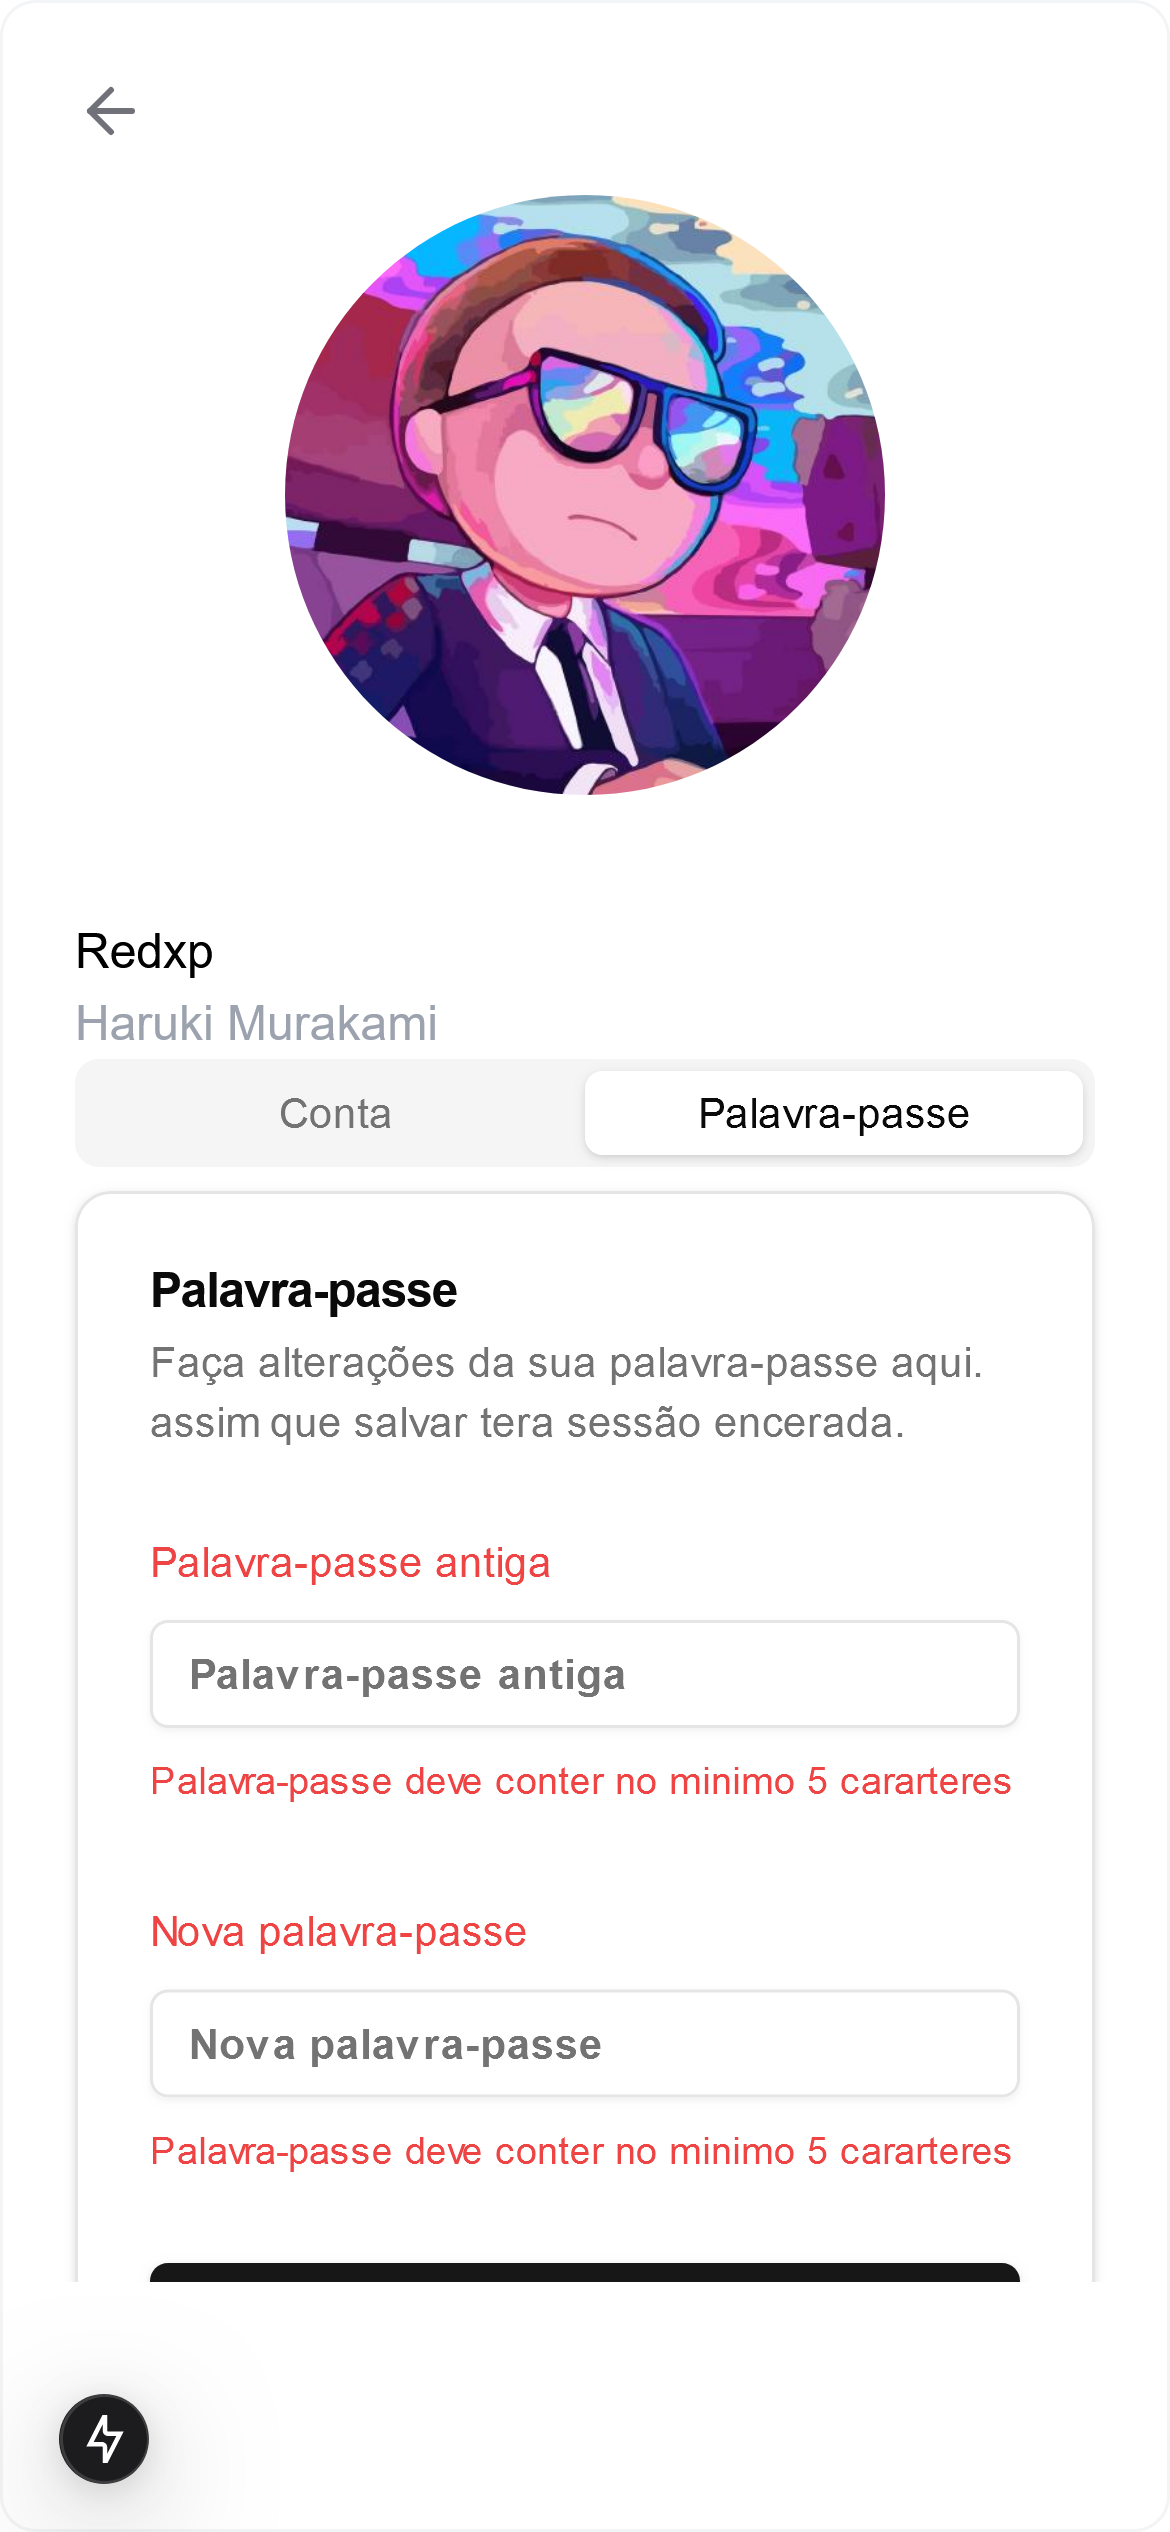 Redxp
Haruki Murakami
Conta
Palavra-passe
Palavra-passe
Faça alterações da sua palavra-passe aqui.
assim que salvar tera sessão encerada.
Palavra-passe antiga
Palavra-passe antiga
Palavra-passe deve conter no minimo 5 cararteres
Nova palavra-passe
Nova palavra-passe
Palavra-passe deve conter no minimo 5 cararteres